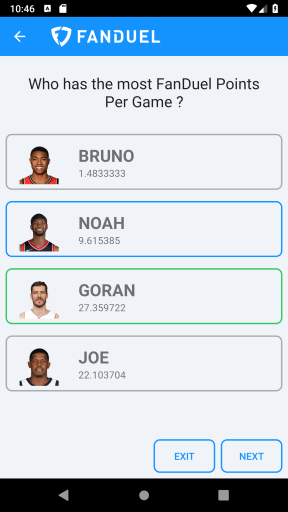 10:46
FANDUEL
Who has the most FanDuel Points
Per Game ?
BRUNO
1.4833333
NOAH
9.615385
GORAN
27.359722
JOE
22.103704
EXIT
NEXT